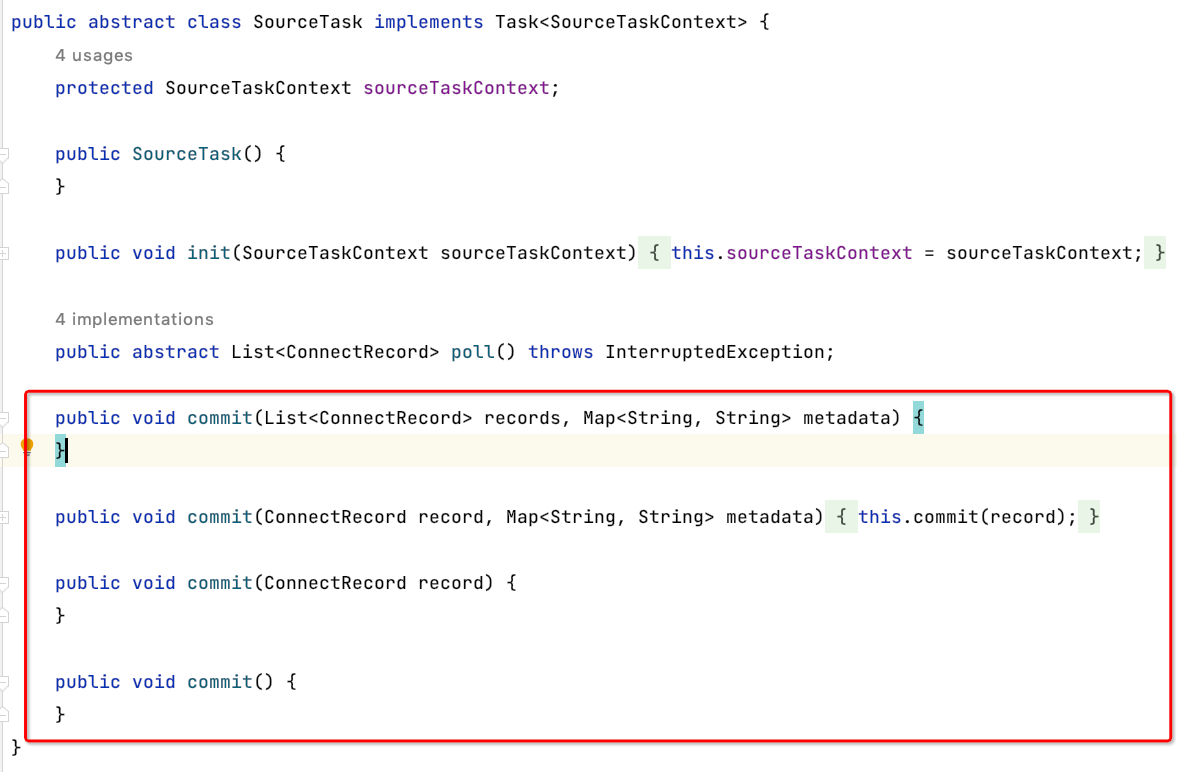 public abstract class SourceTask implements Task<SourceTaskContext> {
4 usages
protected SourceTaskContext sourceTaskContext;
public SourceTask() {
}
public void init(SourceTaskContext sourceTaskContext) { this.sourceTaskContext = sourceTaskContext; }
4 implementations
public abstract List<ConnectRecord> poll() throws InterruptedException;
public void commit(List<ConnectRecord> records, Map<String, String> metadata) {
}
public void commit(ConnectRecord record, Map<String, String> metadata) { this.commit(record); }
public void commit(ConnectRecord record) {
}
public void commit() {
}
}